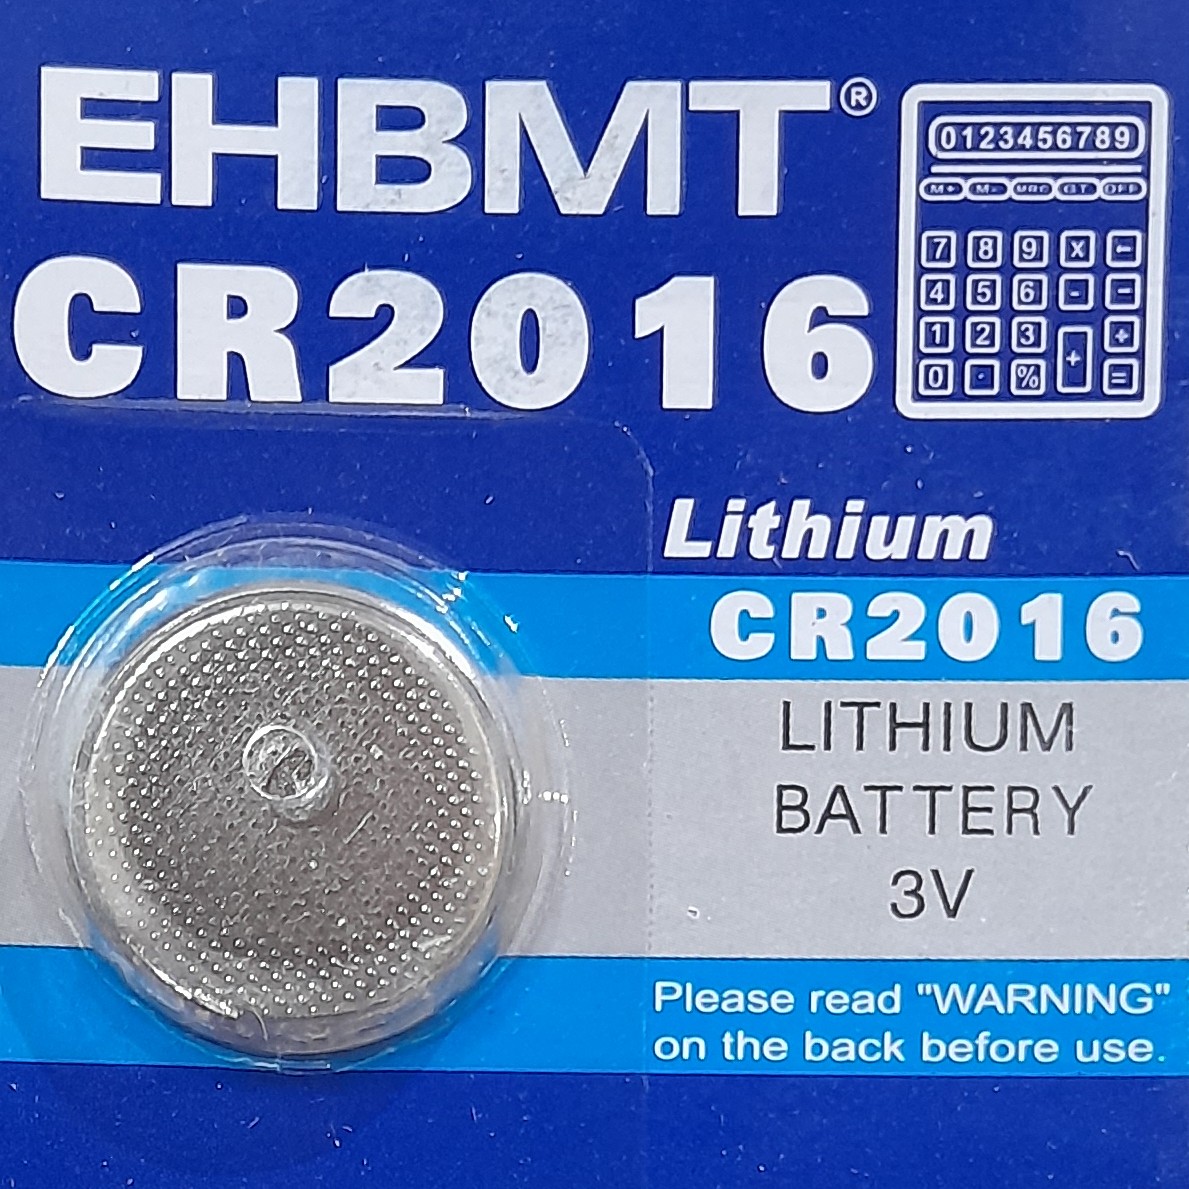 EHBMT®
CR2016
0123456789
M+ M- MRC GT OFF
7 8 9 x
4 5 6 - -
1 2 3 + +
0 . % =
Lithium
CR2016
LITHIUM
BATTERY
3V
Please read "WARNING"
on the back before use.